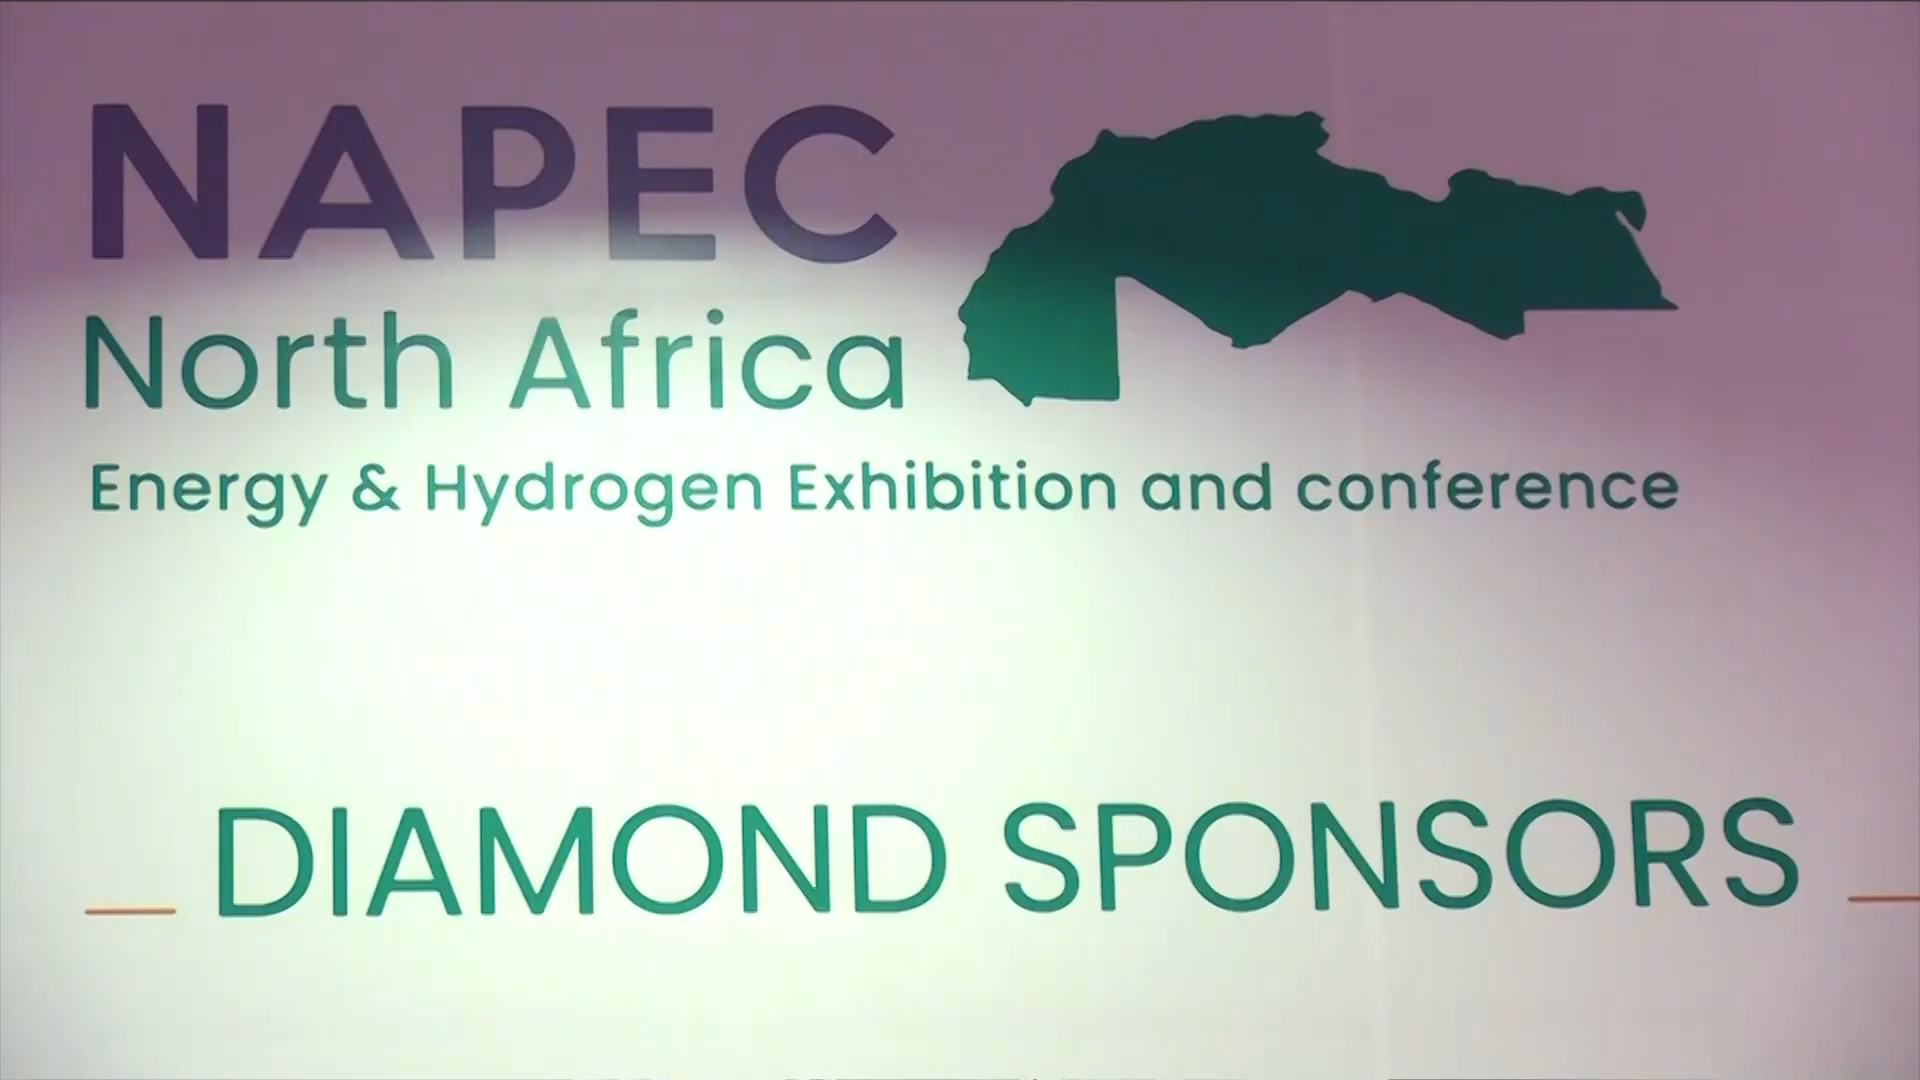 NAPEC
North Africa
Energy & Hydrogen Exhibition and conference
DIAMOND SPONSORS